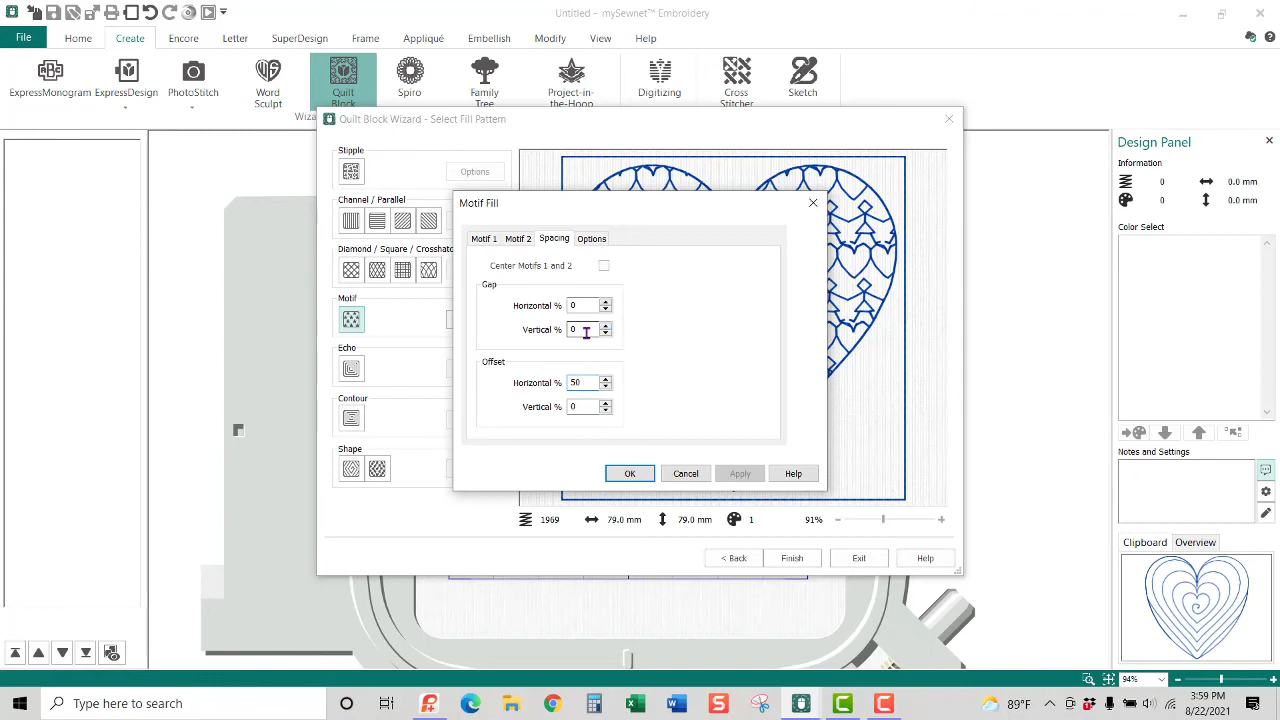 Untitled - mySewnet™ Embroidery
File Home Create Encore Letter SuperDesign Frame Appliqué Embellish Modify View Help
ExpressMonogram ExpressDesign PhotoStitch Word Sculpt Quilt Block Spiro Family Tree Project-in-the-Hoop Digitizing Cross Stitcher Sketch
Quilt Block Wizard - Select Fill Pattern
Stipple
Options
Channel / Parallel
Diamond / Square / Crosshatch
Motif
Echo
Contour
Shape
Motif Fill
Motif 1 Motif 2 Spacing Options
Center Motifs 1 and 2
Gap
Horizontal % 0
Vertical % 0
Offset
Horizontal % 50
Vertical % 0
OK Cancel Apply Help
1969 79.0 mm 79.0 mm 1 91%
< Back Finish Exit Help
Design Panel
Information
0 0.0 mm
0 0.0 mm
Color Select
Notes and Settings
Clipboard Overview
94%
Type here to search
89°F
3:59 PM
8/22/2021